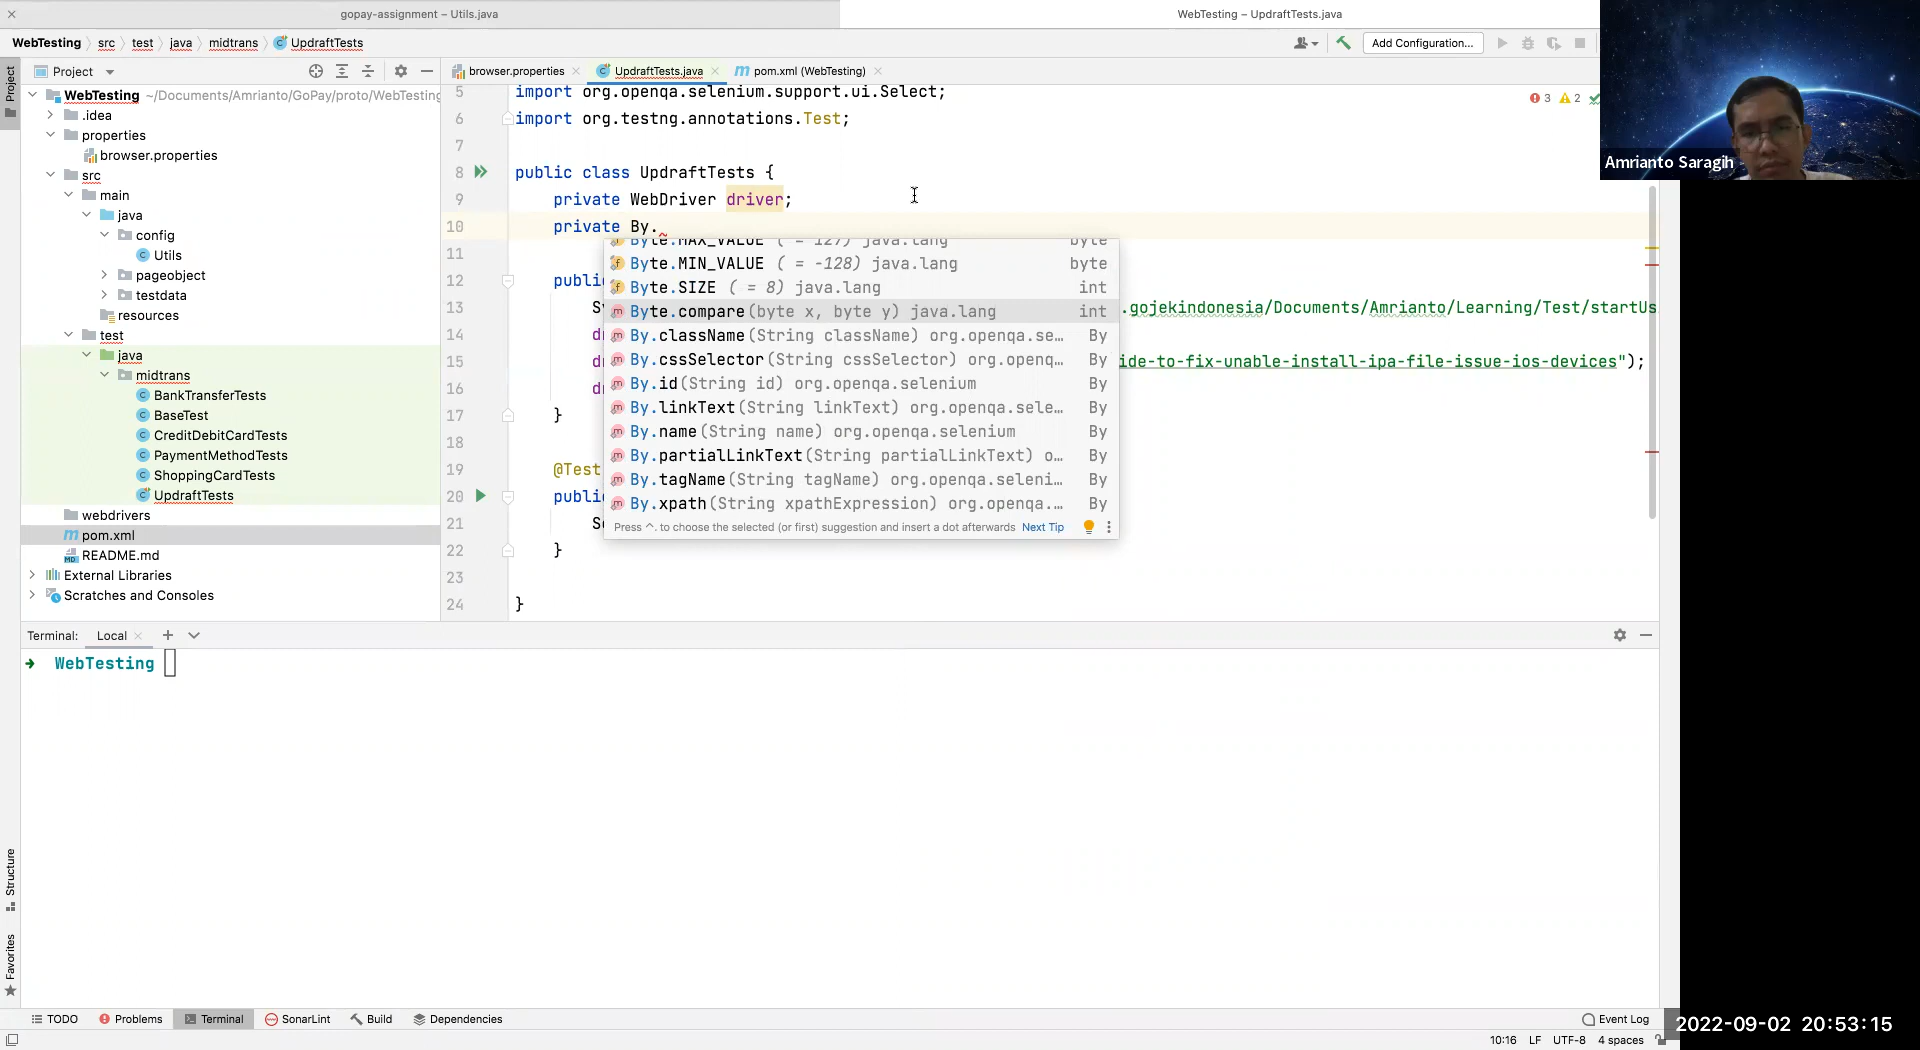 gopay-assignment – Utils.java
WebTesting – UpdraftTests.java
WebTesting src test java midtrans UpdraftTests
Add Configuration...
Project
Project
browser.properties
UpdraftTests.java
pom.xml (WebTesting)
WebTesting ~/Documents/Amrianto/GoPay/proto/WebTesting
.idea
properties
browser.properties
src
main
java
config
Utils
pageobject
testdata
resources
test
java
midtrans
BankTransferTests
BaseTest
CreditDebitCardTests
PaymentMethodTests
ShoppingCardTests
UpdraftTests
webdrivers
pom.xml
README.md
External Libraries
Scratches and Consoles
3 2
5 import org.openqa.selenium.support.ui.Select;
6 import org.testng.annotations.Test;
7
8 public class UpdraftTests {
9 private WebDriver driver;
10 private By.
11
12 publi
13 S .gojekindonesia/Documents/Amrianto/Learning/Test/startUs
14 d
15 d ide-to-fix-unable-install-ipa-file-issue-ios-devices");
16 d
17 }
18
19 @Test
20 publi
21 S
22 }
23
24 }
Byte.MAX_VALUE ( = 127) java.lang byte
Byte.MIN_VALUE ( = -128) java.lang byte
Byte.SIZE ( = 8) java.lang int
Byte.compare(byte x, byte y) java.lang int
By.className(String className) org.openqa.se... By
By.cssSelector(String cssSelector) org.openq... By
By.id(String id) org.openqa.selenium By
By.linkText(String linkText) org.openqa.sele... By
By.name(String name) org.openqa.selenium By
By.partialLinkText(String partialLinkText) o... By
By.tagName(String tagName) org.openqa.seleni... By
By.xpath(String xpathExpression) org.openqa.... By
Press ^. to choose the selected (or first) suggestion and insert a dot afterwards Next Tip
Amrianto Saragih
Terminal: Local
WebTesting
Structure
Favorites
TODO Problems Terminal SonarLint Build Dependencies
Event Log
10:16 LF UTF-8 4 spaces
2022-09-02 20:53:15